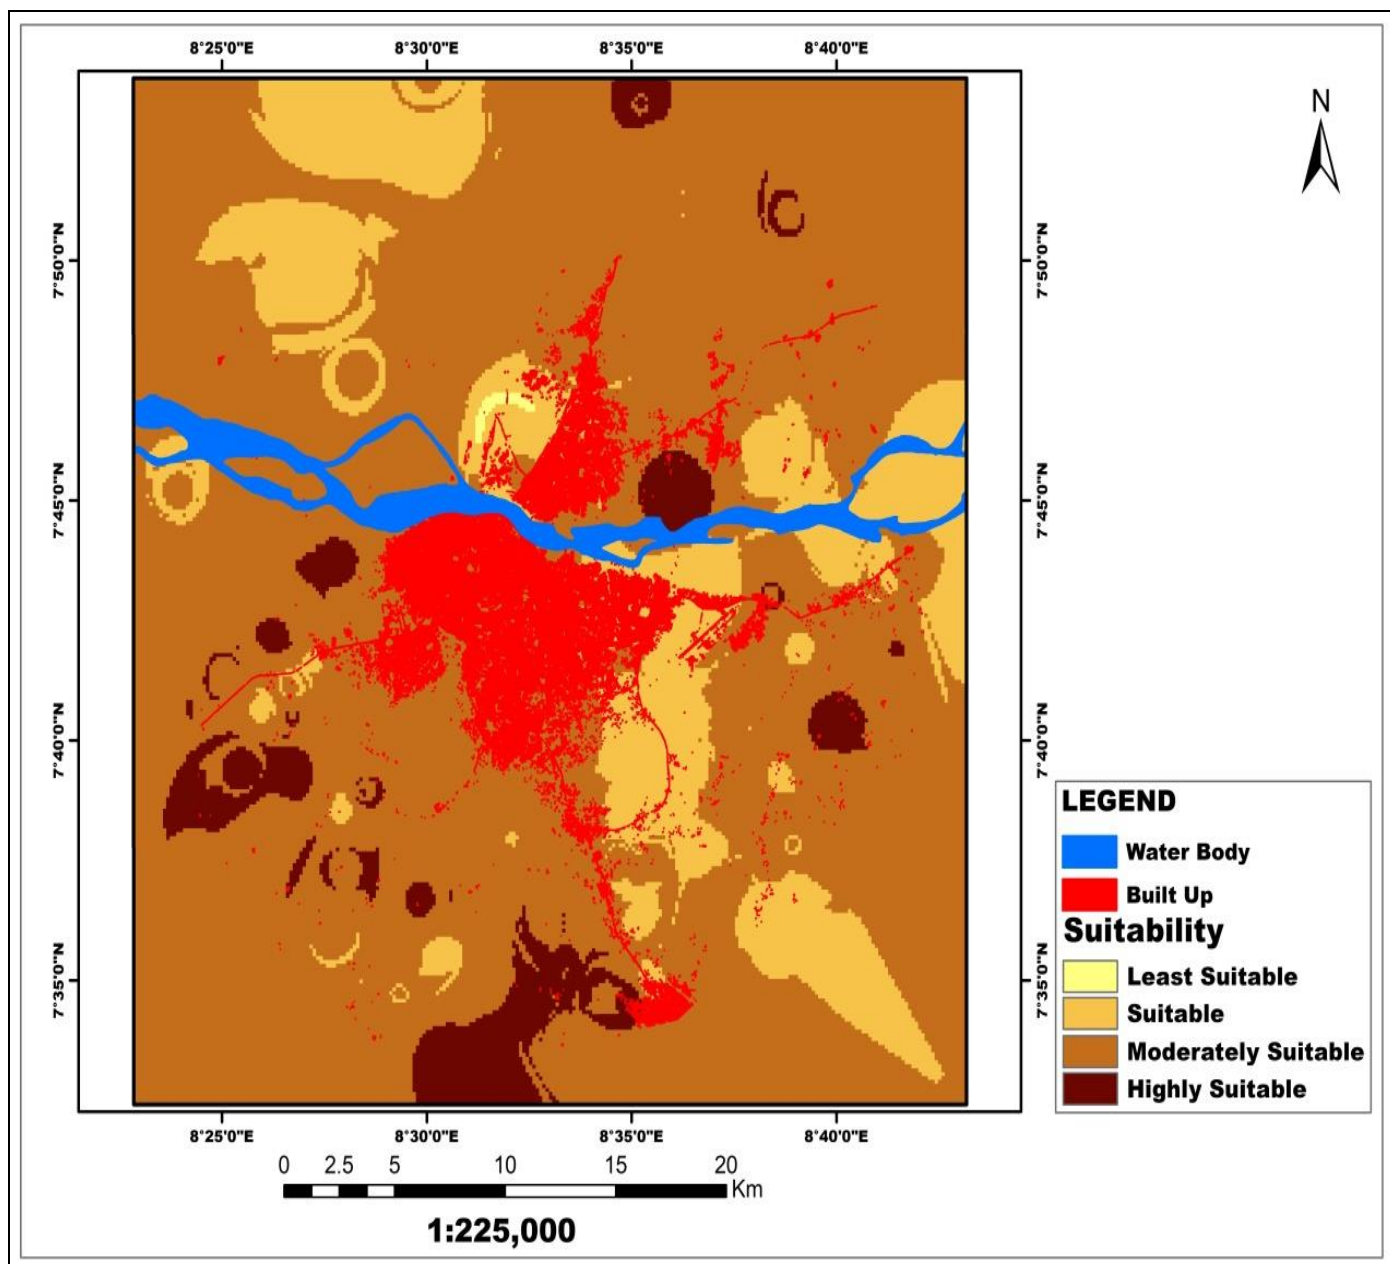 8°25'0"E 8°30'0"E 8°35'0"E 8°40'0"E
N
7°50'0"N 7°50'0"N
7°45'0"N 7°45'0"N
7°40'0"N 7°40'0"N
7°35'0"N 7°35'0"N
LEGEND
Water Body
Built Up
Suitability
Least Suitable
Suitable
Moderately Suitable
Highly Suitable
8°25'0"E 8°30'0"E 8°35'0"E 8°40'0"E
0 2.5 5 10 15 20
Km
1:225,000